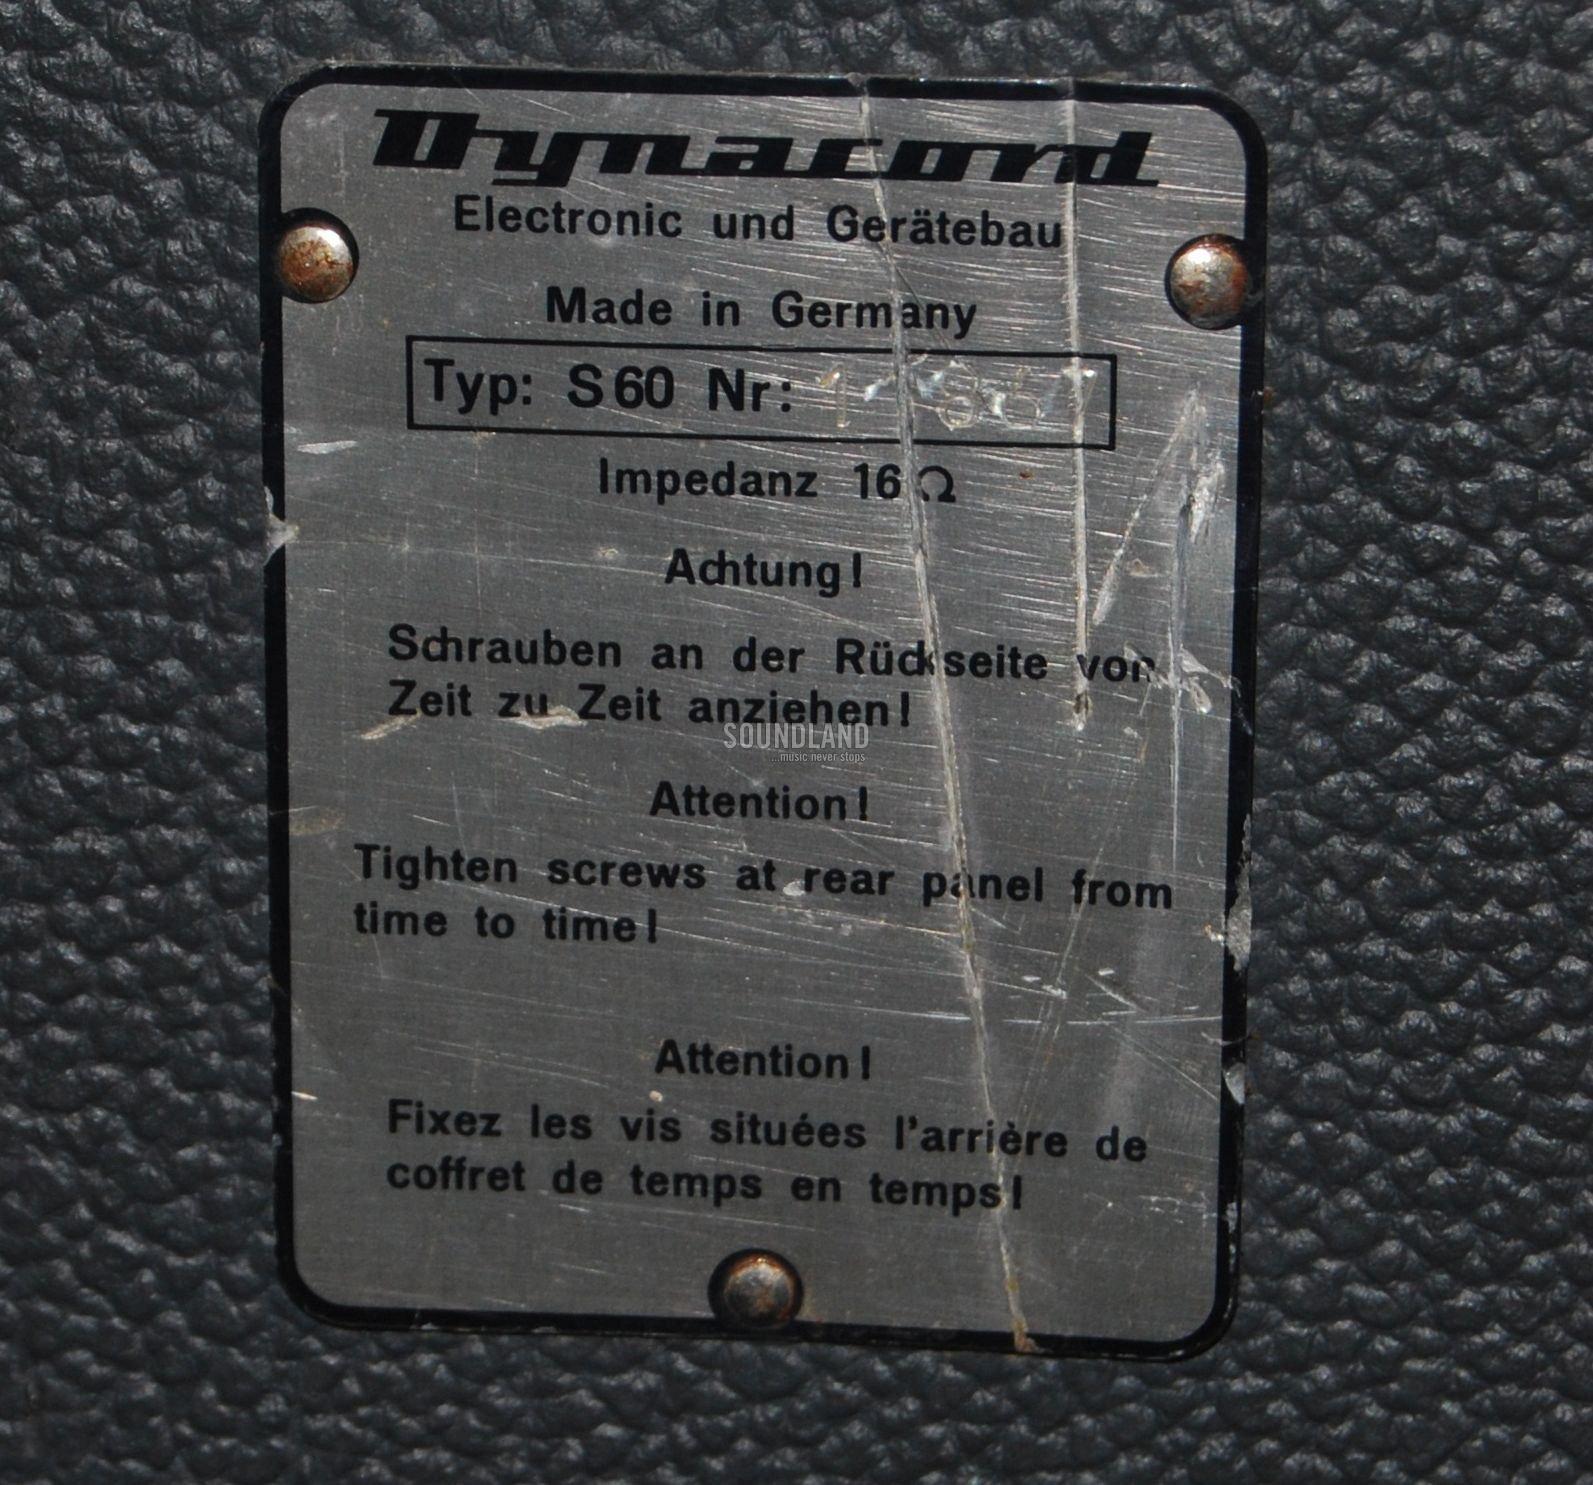 Dynacord
Electronic und Gerätebau
Made in Germany
Typ: S60 Nr:
Impedanz 16Ω
Achtung!
Schrauben an der Rückseite von
Zeit zu Zeit anziehen!
SOUNDLAND
...music never stops
Attention!
Tighten screws at rear panel from
time to time!
Attention!
Fixez les vis situées l'arrière de
coffret de temps en temps!